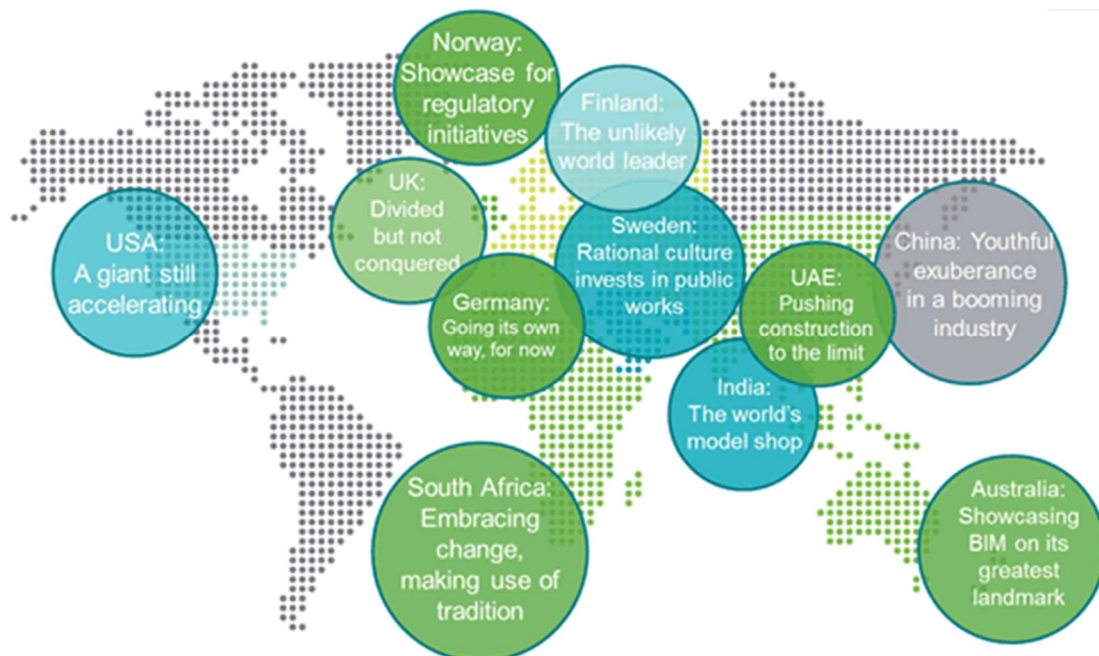 Norway:
Showcase for
regulatory
initiatives
Finland:
The unlikely
world leader
UK:
Divided
but not
conquered
USA:
A giant still
accelerating
Sweden:
Rational culture
invests in public
works
China: Youthful
exuberance
in a booming
industry
UAE:
Pushing
construction
to the limit
Germany:
Going its own
way, for now
India:
The world's
model shop
South Africa:
Embracing
change,
making use of
tradition
Australia:
Showcasing
BIM on its
greatest
landmark